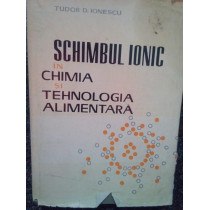 TUDOR D. IONESCU
SCHIMBUL IONIC
ÎN
CHIMIA
ŞI
TEHNOLOGIA
ALIMENTARĂ